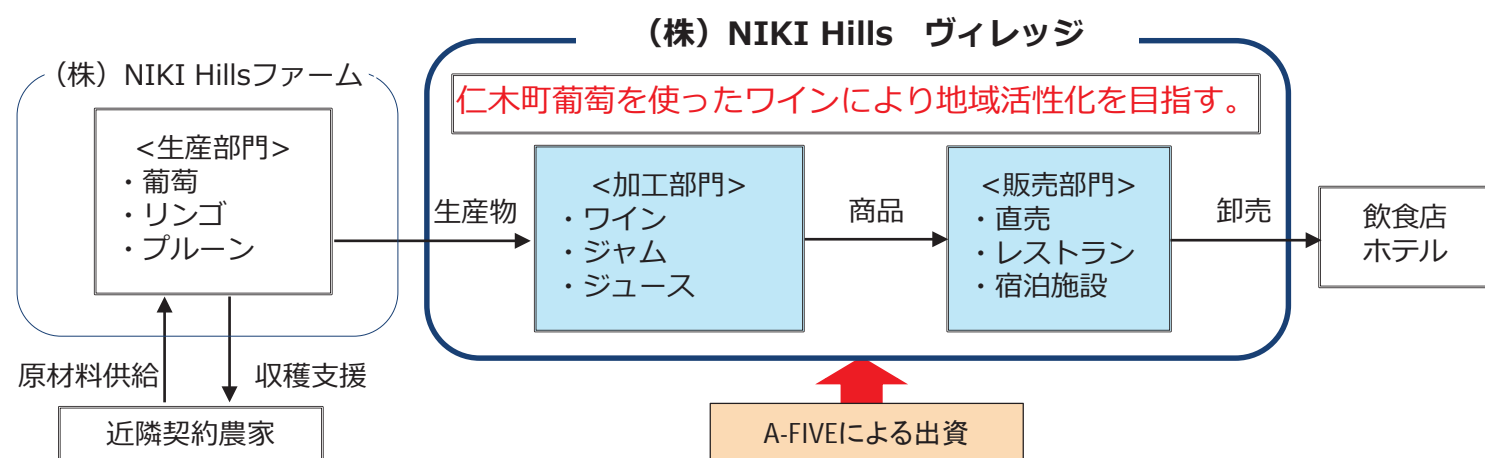 （株）NIKI Hills　ヴィレッジ
（株）NIKI Hillsファーム
仁木町葡萄を使ったワインにより地域活性化を目指す。
<生産部門>
・葡萄
・リンゴ
・プルーン
生産物
<加工部門>
・ワイン
・ジャム
・ジュース
商品
<販売部門>
・直売
・レストラン
・宿泊施設
卸売
飲食店
ホテル
原材料供給
収穫支援
近隣契約農家
A-FIVEによる出資